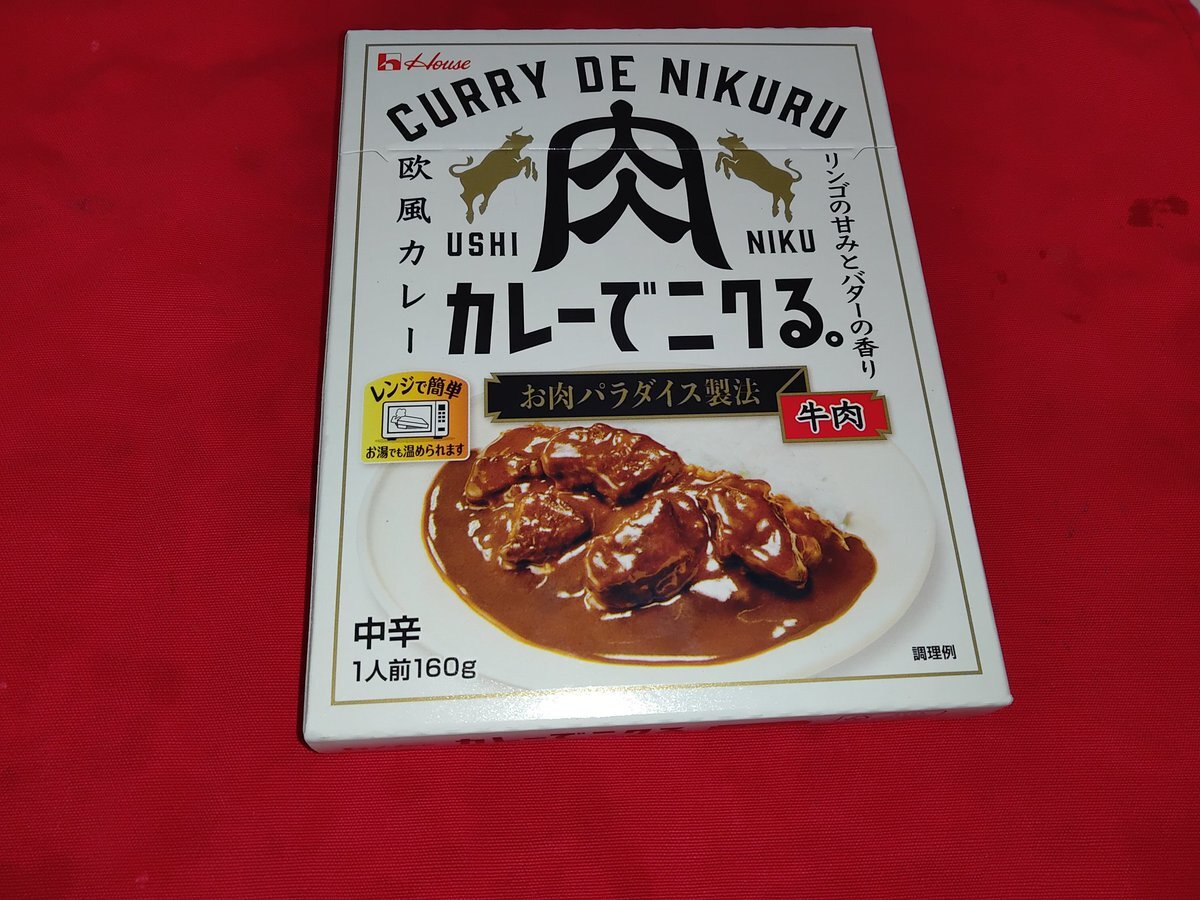 House
CURRY DE NIKURU
欧風カレー
肉
USHI
NIKU
リンゴの甘みとバターの香り
カレーでニクる。
お肉パラダイス製法
牛肉
レンジで簡単
お湯でも温められます
中辛
1人前160g
調理例